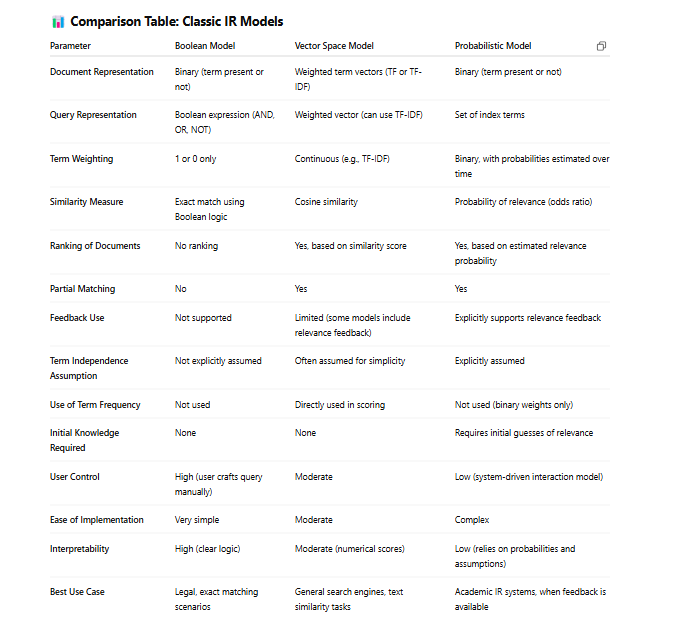 📊 Comparison Table: Classic IR Models
Parameter Boolean Model Vector Space Model Probabilistic Model
Document Representation Binary (term present or Weighted term vectors (TF or TF- Binary (term present or not)
not) IDF)
Query Representation Boolean expression (AND, Weighted vector (can use TF-IDF) Set of index terms
OR, NOT)
Term Weighting 1 or 0 only Continuous (e.g., TF-IDF) Binary, with probabilities estimated over
time
Similarity Measure Exact match using Cosine similarity Probability of relevance (odds ratio)
Boolean logic
Ranking of Documents No ranking Yes, based on similarity score Yes, based on estimated relevance
probability
Partial Matching No Yes Yes
Feedback Use Not supported Limited (some models include Explicitly supports relevance feedback
relevance feedback)
Term Independence Not explicitly assumed Often assumed for simplicity Explicitly assumed
Assumption
Use of Term Frequency Not used Directly used in scoring Not used (binary weights only)
Initial Knowledge None None Requires initial guesses of relevance
Required
User Control High (user crafts query Moderate Low (system-driven interaction model)
manually)
Ease of Implementation Very simple Moderate Complex
Interpretability High (clear logic) Moderate (numerical scores) Low (relies on probabilities and
assumptions)
Best Use Case Legal, exact matching General search engines, text Academic IR systems, when feedback is
scenarios similarity tasks available